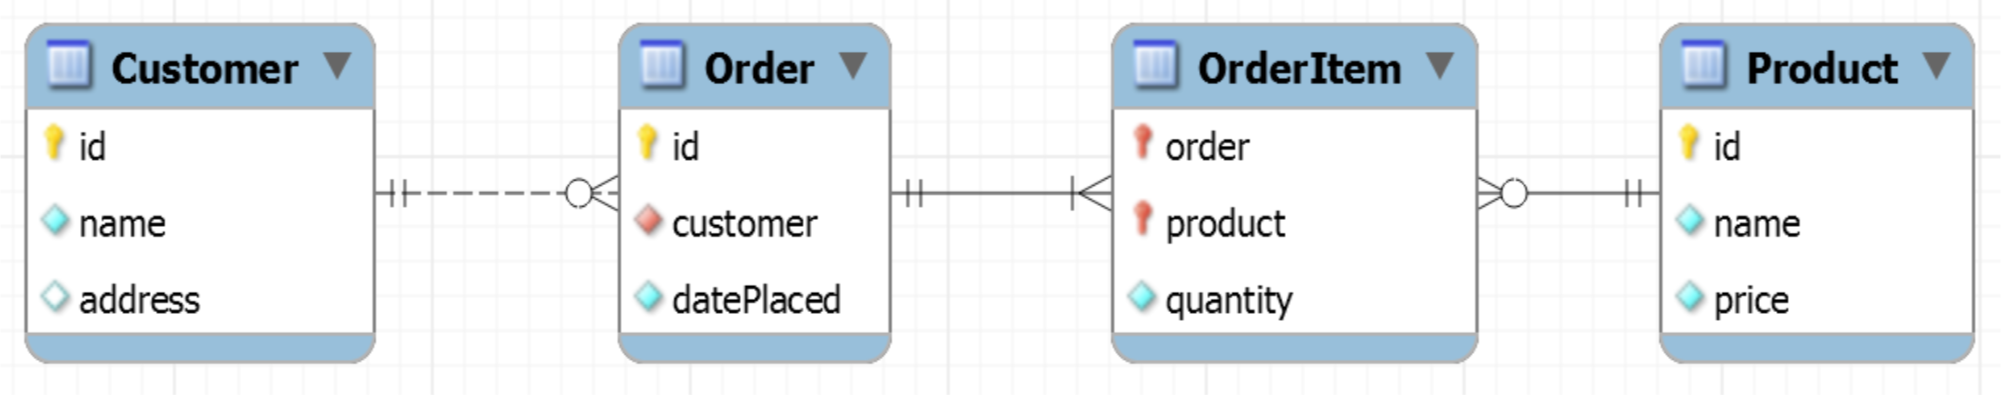 Customer
id
name
address
Order
id
customer
datePlaced
OrderItem
order
product
quantity
Product
id
name
price